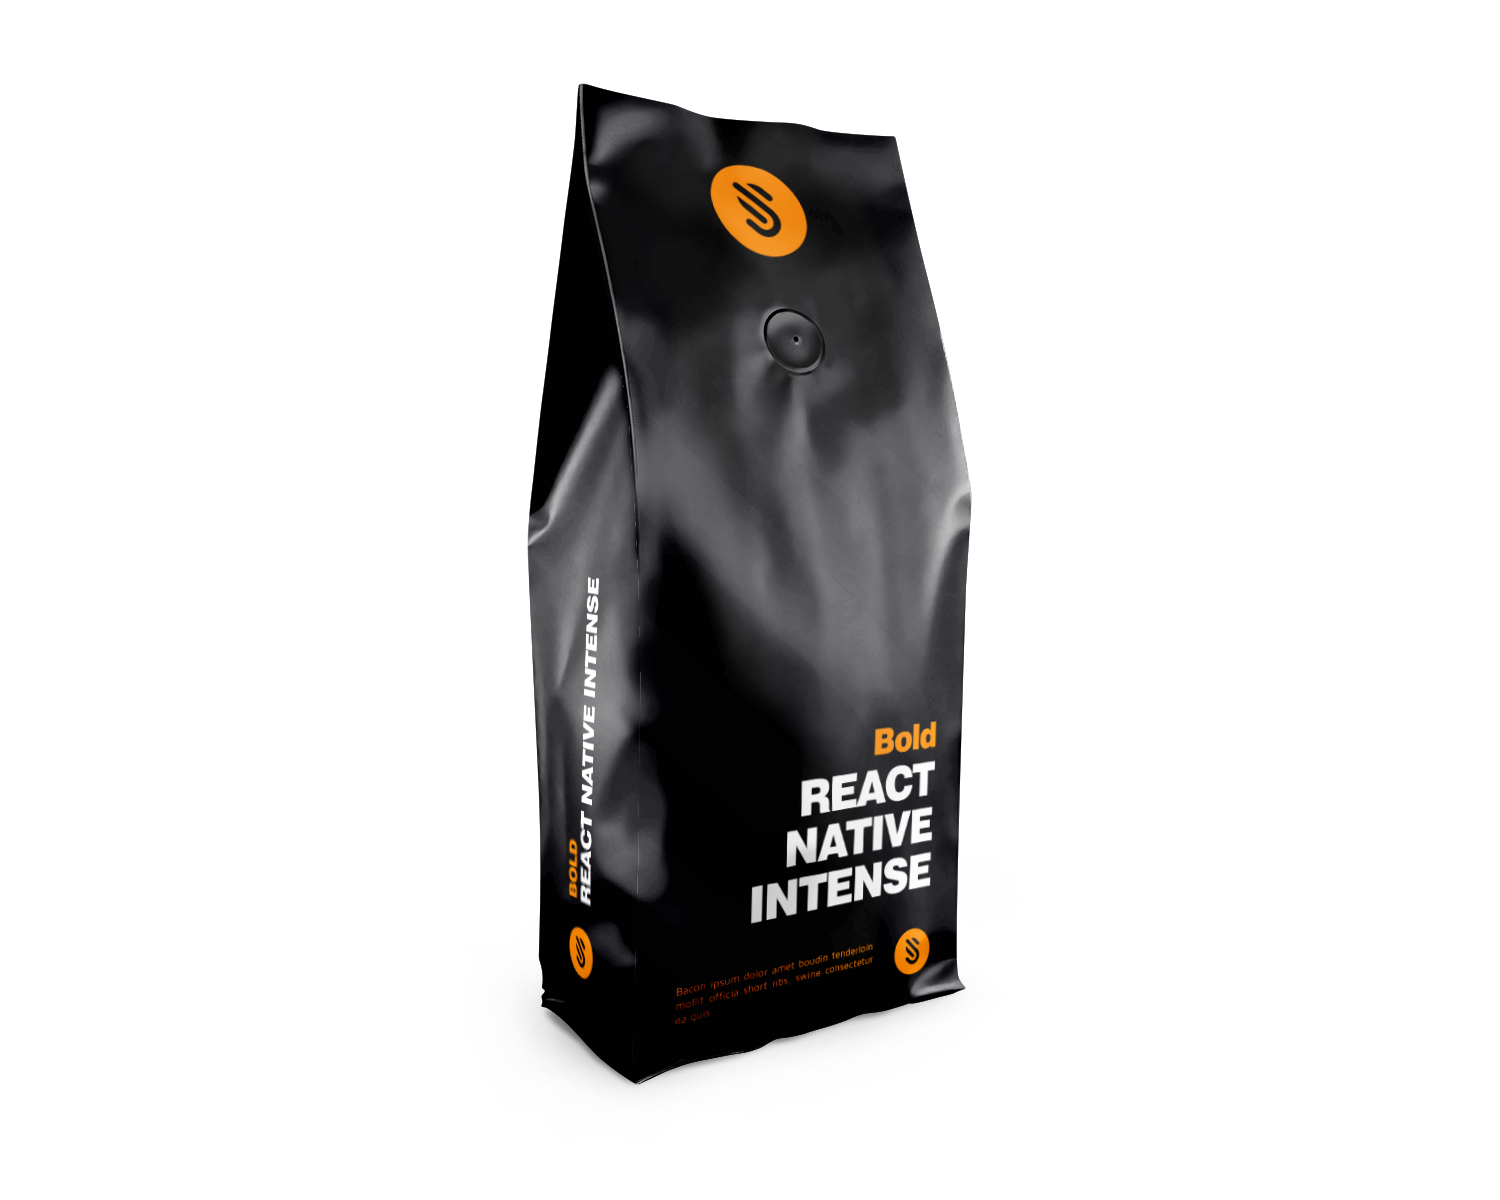 Bold
REACT
NATIVE
INTENSE
Bacon ipsum dolor amet boudin tenderloin
mollit officia short ribs, swine consectetur
ea quis
BOLD
REACT NATIVE INTENSE